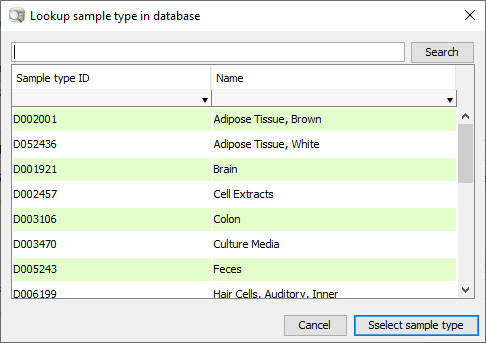 Lookup sample type in database
Search
Sample type ID Name
D002001 Adipose Tissue, Brown
D052436 Adipose Tissue, White
D001921 Brain
D002457 Cell Extracts
D003106 Colon
D003470 Culture Media
D005243 Feces
D006199 Hair Cells, Auditory, Inner
Cancel Sselect sample type